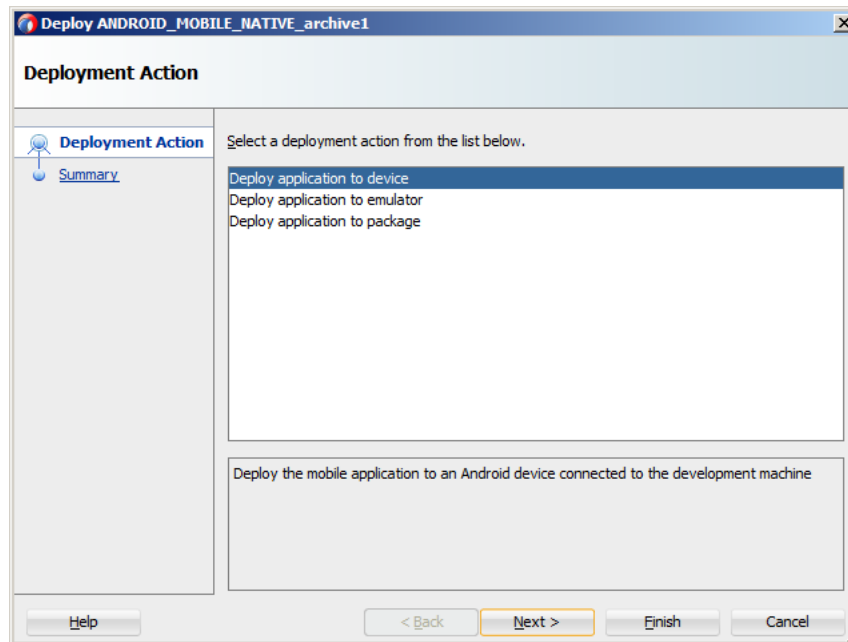 Deploy ANDROID_MOBILE_NATIVE_archive1
Deployment Action
Deployment Action
Summary
Select a deployment action from the list below.
Deploy application to device
Deploy application to emulator
Deploy application to package
Deploy the mobile application to an Android device connected to the development machine
Help
< Back
Next >
Finish
Cancel